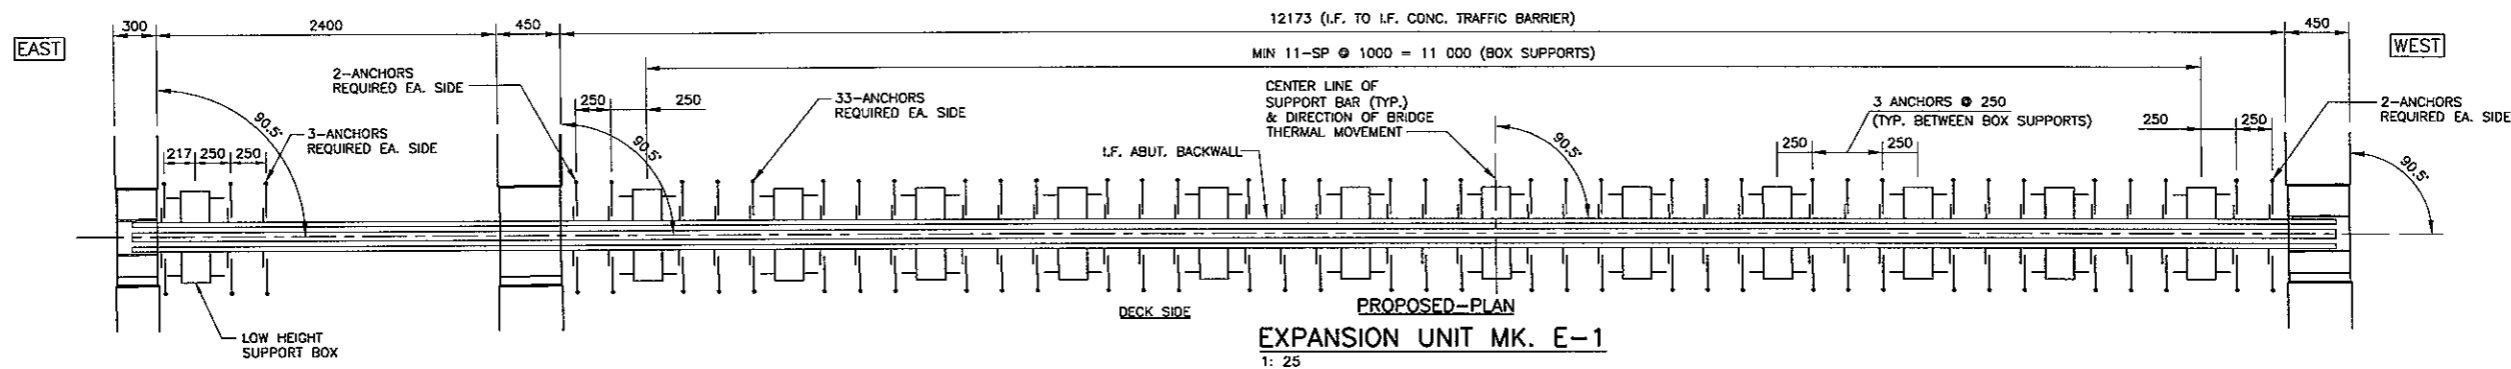 EAST
300
2400
450
12173 (I.F. TO I.F. CONC. TRAFFIC BARRIER)
450
WEST
MIN 11-SP @ 1000 = 11 000 (BOX SUPPORTS)
2-ANCHORS
REQUIRED EA. SIDE
250
250
33-ANCHORS
REQUIRED EA. SIDE
CENTER LINE OF
SUPPORT BAR (TYP.)
& DIRECTION OF BRIDGE
THERMAL MOVEMENT
3 ANCHORS @ 250
(TYP. BETWEEN BOX SUPPORTS)
2-ANCHORS
REQUIRED EA. SIDE
90.5°
3-ANCHORS
REQUIRED EA. SIDE
217
250
250
90.5°
I.F. ABUT. BACKWALL
90.5°
250
250
250
250
90.5°
LOW HEIGHT
SUPPORT BOX
DECK SIDE
PROPOSED-PLAN
EXPANSION UNIT MK. E-1
1: 25